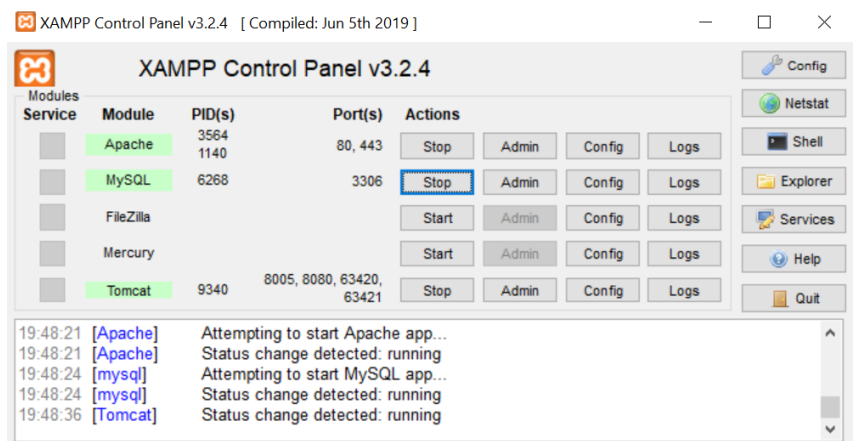 XAMPP Control Panel v3.2.4 [ Compiled: Jun 5th 2019 ]
XAMPP Control Panel v3.2.4
Config
Modules
Service Module PID(s) Port(s) Actions
Netstat
Apache 3564 1140 80, 443 Stop Admin Config Logs
Shell
MySQL 6268 3306 Stop Admin Config Logs
Explorer
FileZilla Start Admin Config Logs
Services
Mercury Start Admin Config Logs
Help
Tomcat 9340 8005, 8080, 63420, 63421 Stop Admin Config Logs
Quit
19:48:21 [Apache] Attempting to start Apache app...
19:48:21 [Apache] Status change detected: running
19:48:24 [mysql] Attempting to start MySQL app...
19:48:24 [mysql] Status change detected: running
19:48:36 [Tomcat] Status change detected: running